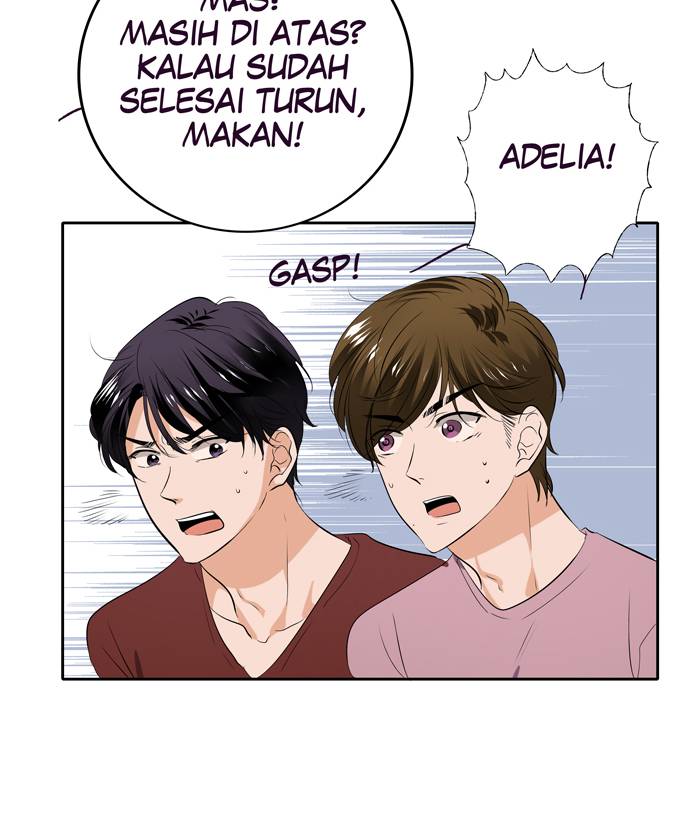 MAS?
MASIH DI ATAS?
KALAU SUDAH
SELESAI TURUN,
MAKAN!
ADELIA!
GASP!